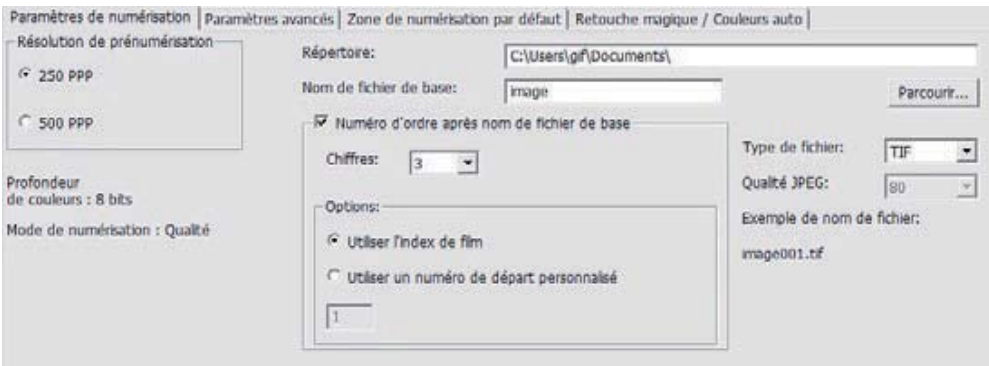 Paramètres de numérisation | Paramètres avancés | Zone de numérisation par défaut | Retouche magique / Couleurs auto
Résolution de prénumérisation
250 PPP
500 PPP
Profondeur
de couleurs : 8 bits
Mode de numérisation : Qualité
Répertoire: C:\Users\gif\Documents\
Nom de fichier de base: image
Parcourir...
Numéro d'ordre après nom de fichier de base
Chiffres: 3
Options:
Utiliser l'index de film
Utiliser un numéro de départ personnalisé
1
Type de fichier: TIF
Qualité JPEG: 80
Exemple de nom de fichier:
image001.tif